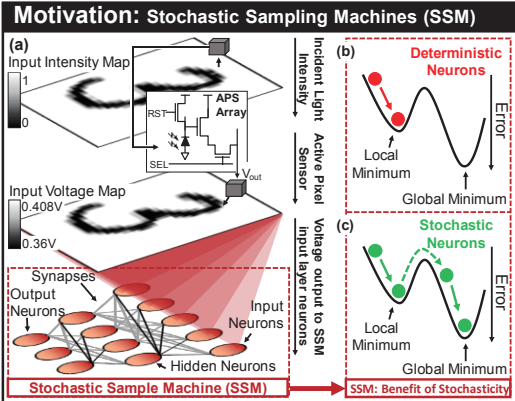 Motivation: Stochastic Sampling Machines (SSM)
(a)
Input Intensity Map
1
0
RST
APS
Array
SEL
Vout
Input Voltage Map
0.408V
0.36V
Incident Light
Intensity
Active Pixel
Sensor
Voltage output to SSM
input layer neurons
Synapses
Output
Neurons
Input
Neurons
Hidden Neurons
Stochastic Sample Machine (SSM)
(b)
Deterministic
Neurons
Error
Local
Minimum
Global Minimum
(c)
Stochastic
Neurons
Error
Local
Minimum
Global Minimum
SSM: Benefit of Stochasticity